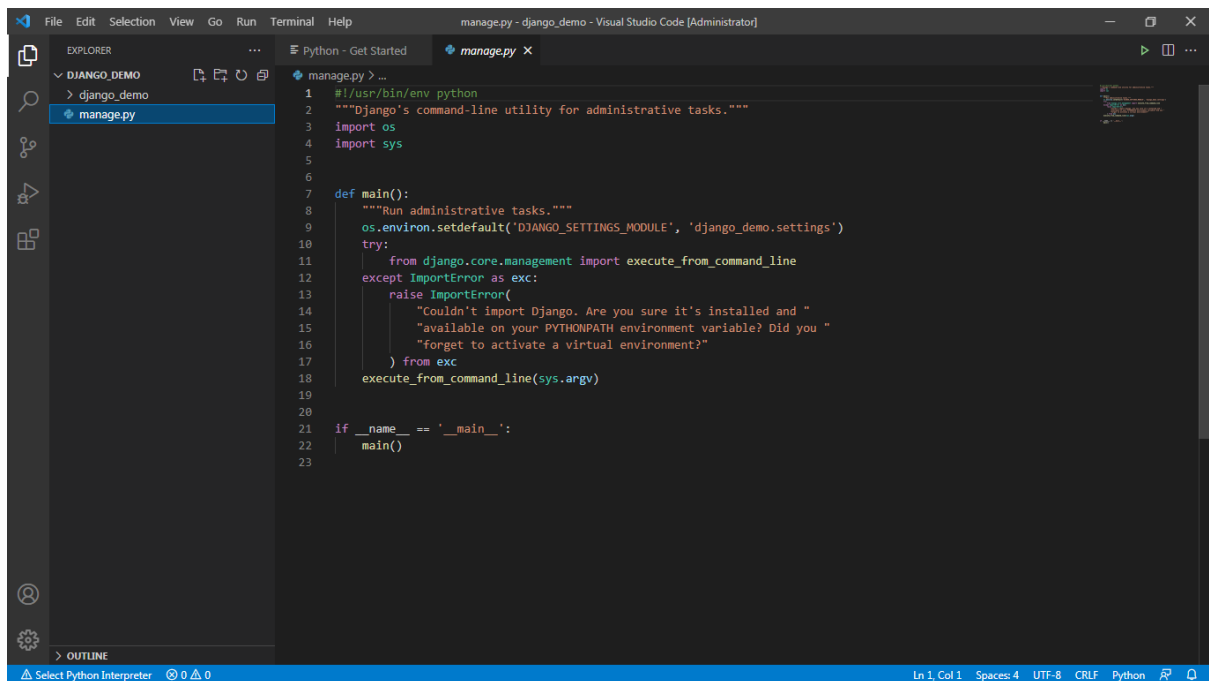 File Edit Selection View Go Run Terminal Help manage.py - django_demo - Visual Studio Code [Administrator]
EXPLORER
Python - Get Started
manage.py
DJANGO_DEMO
manage.py > ...
django_demo
manage.py
1 #!/usr/bin/env python
2 """Django's command-line utility for administrative tasks."""
3 import os
4 import sys
5
6
7 def main():
8     """Run administrative tasks."""
9     os.environ.setdefault('DJANGO_SETTINGS_MODULE', 'django_demo.settings')
10     try:
11         from django.core.management import execute_from_command_line
12     except ImportError as exc:
13         raise ImportError(
14             "Couldn't import Django. Are you sure it's installed and "
15             "available on your PYTHONPATH environment variable? Did you "
16             "forget to activate a virtual environment?"
17         ) from exc
18     execute_from_command_line(sys.argv)
19
20
21 if __name__ == '__main__':
22     main()
23
OUTLINE
Select Python Interpreter 0 0 Ln 1, Col 1 Spaces: 4 UTF-8 CRLF Python